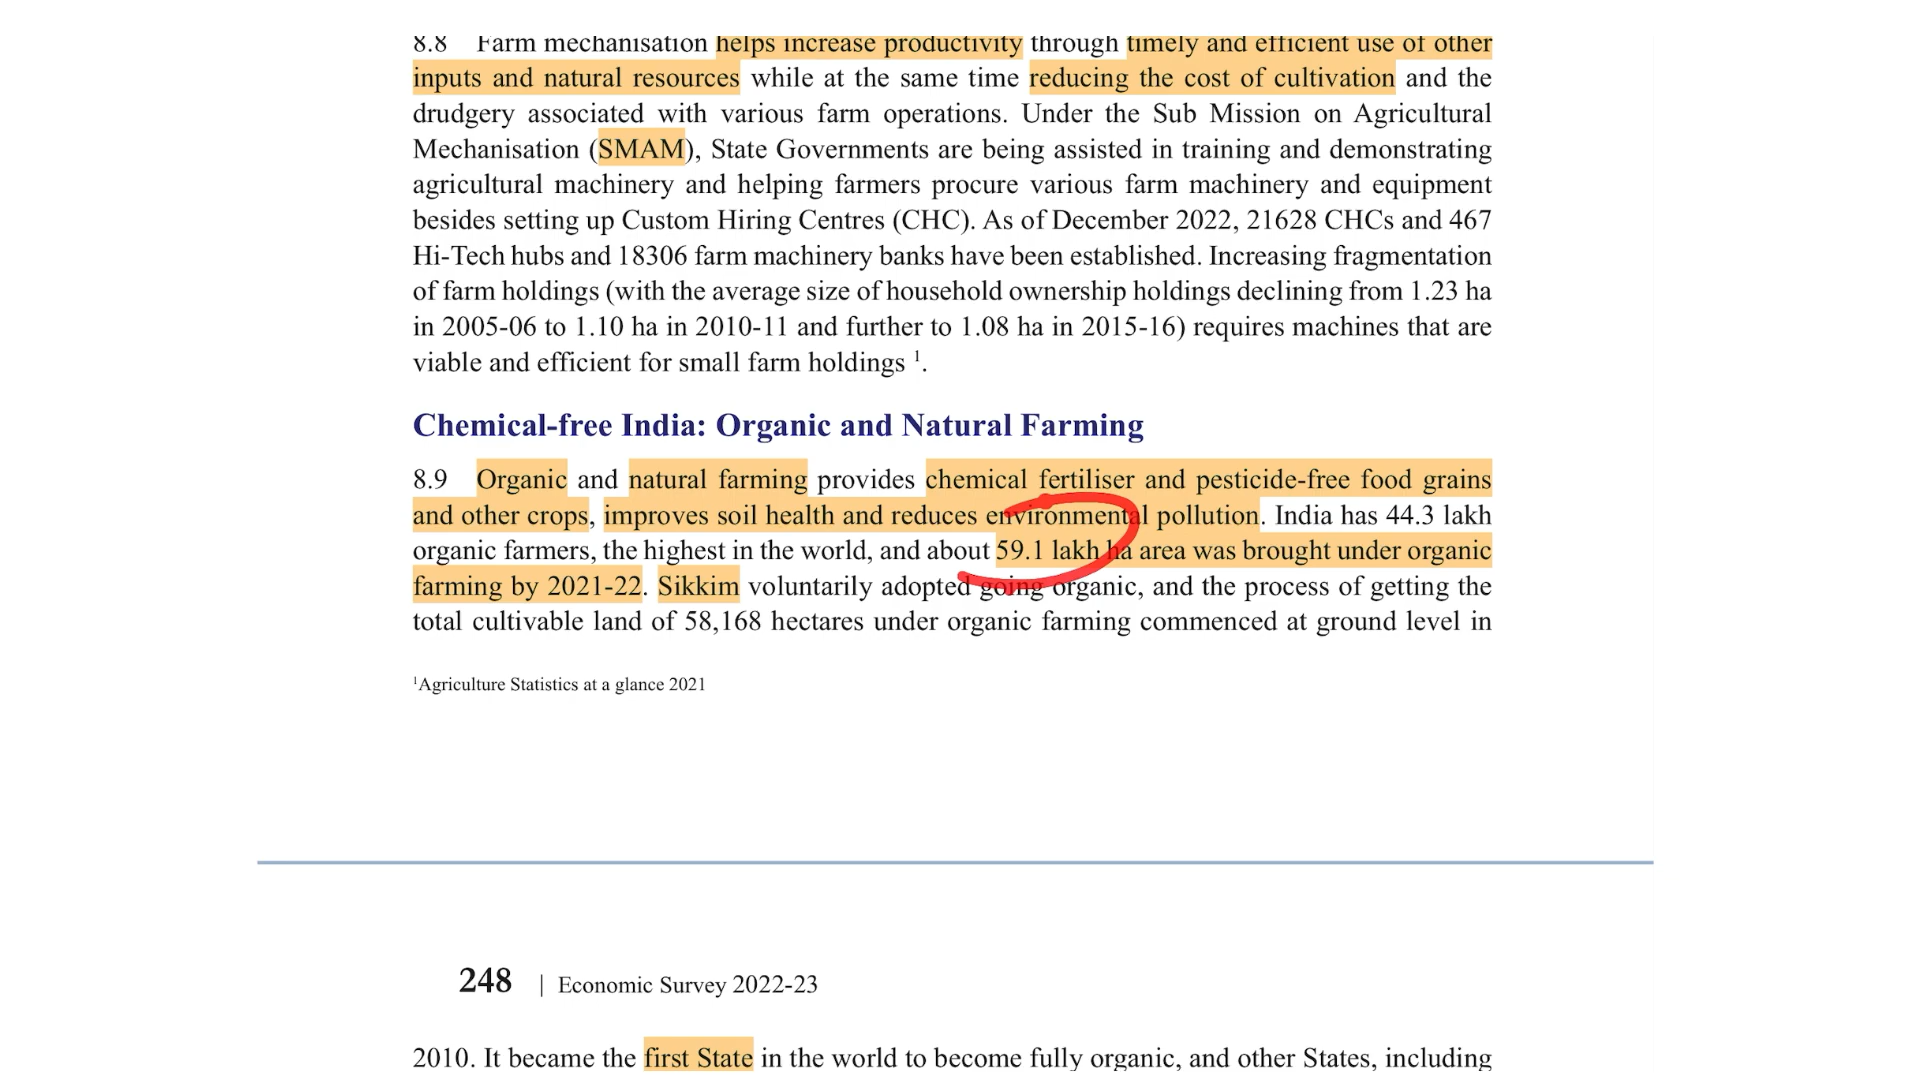 8.8 Farm mechanisation helps increase productivity through timely and efficient use of other
inputs and natural resources while at the same time reducing the cost of cultivation and the
drudgery associated with various farm operations. Under the Sub Mission on Agricultural
Mechanisation (SMAM), State Governments are being assisted in training and demonstrating
agricultural machinery and helping farmers procure various farm machinery and equipment
besides setting up Custom Hiring Centres (CHC). As of December 2022, 21628 CHCs and 467
Hi-Tech hubs and 18306 farm machinery banks have been established. Increasing fragmentation
of farm holdings (with the average size of household ownership holdings declining from 1.23 ha
in 2005-06 to 1.10 ha in 2010-11 and further to 1.08 ha in 2015-16) requires machines that are
viable and efficient for small farm holdings 1.
Chemical-free India: Organic and Natural Farming
8.9 Organic and natural farming provides chemical fertiliser and pesticide-free food grains
and other crops, improves soil health and reduces environmental pollution. India has 44.3 lakh
organic farmers, the highest in the world, and about 59.1 lakh ha area was brought under organic
farming by 2021-22. Sikkim voluntarily adopted going organic, and the process of getting the
total cultivable land of 58,168 hectares under organic farming commenced at ground level in
1Agriculture Statistics at a glance 2021
248 | Economic Survey 2022-23
2010. It became the first State in the world to become fully organic, and other States, including